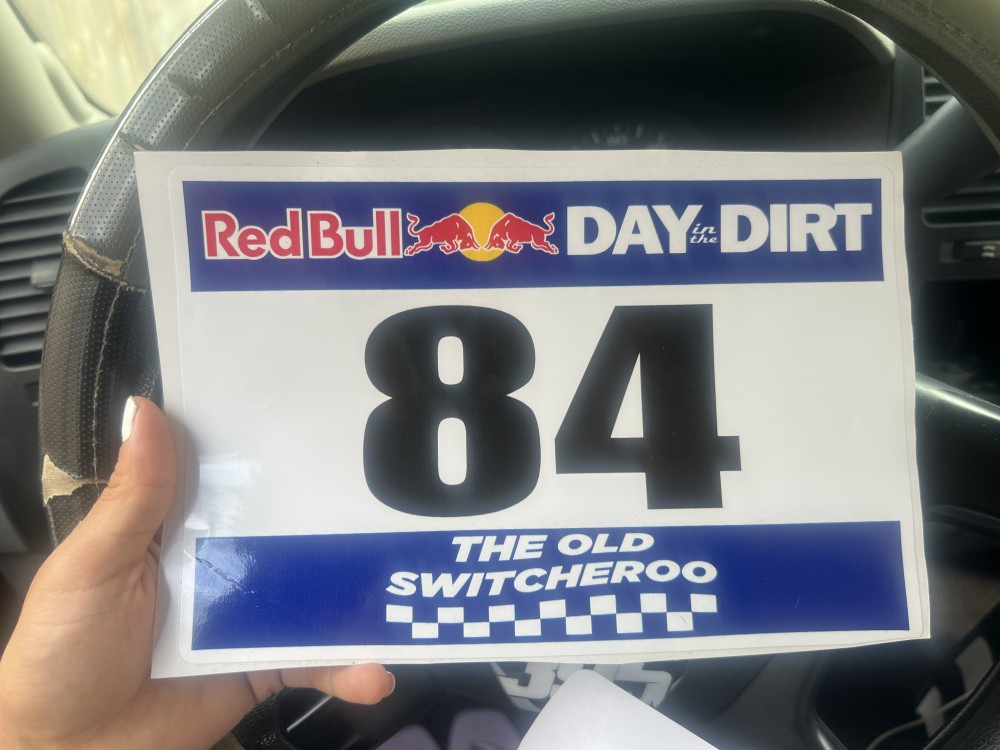 Red Bull DAY in the DIRT
84
THE OLD
SWITCHEROO